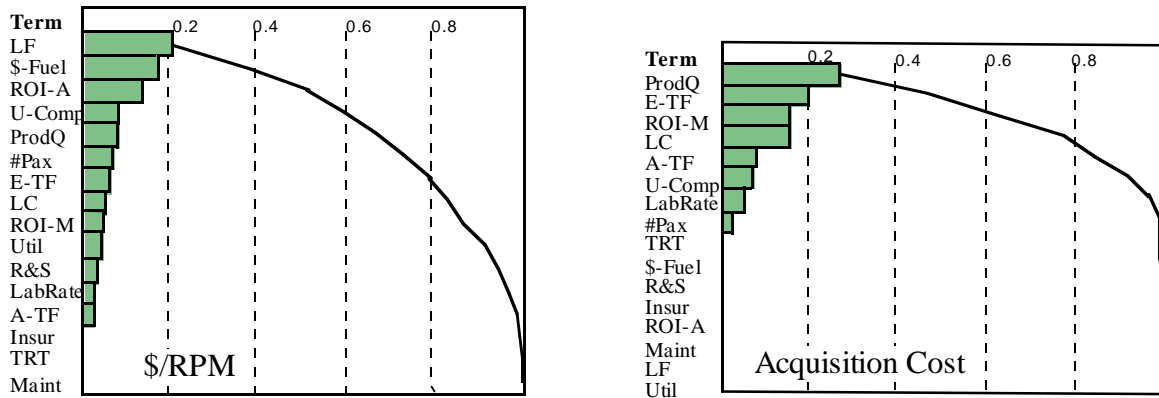 Term
0.2 0.4 0.6 0.8
LF
$-Fuel
ROI-A
U-Comp
ProdQ
#Pax
E-TF
LC
ROI-M
Util
R&S
LabRate
A-TF
Insur
TRT
Maint
$/RPM
Term
0.2 0.4 0.6 0.8
ProdQ
E-TF
ROI-M
LC
A-TF
U-Comp
LabRate
#Pax
TRT
$-Fuel
R&S
Insur
ROI-A
Maint
LF
Util
Acquisition Cost